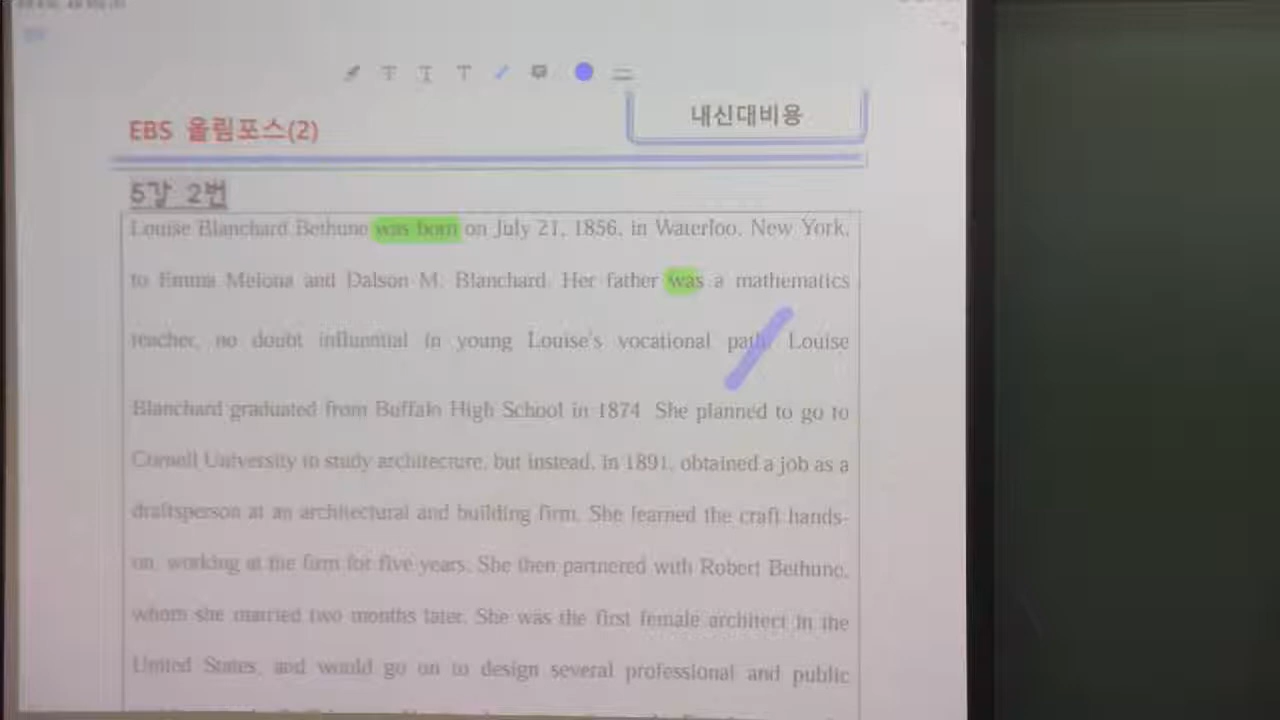 EBS 올림포스(2)
내신대비용
5강 2번
Louise Blanchard Bethune was born on July 21, 1856, in Waterloo, New York,
to Emma Melona and Dalson M. Blanchard. Her father was a mathematics
teacher, no doubt influential in young Louise's vocational path. Louise
Blanchard graduated from Buffalo High School in 1874. She planned to go to
Cornell University to study architecture, but instead, in 1891, obtained a job as a
draftsperson at an architectural and building firm. She learned the craft hands-
on, working at the firm for five years. She then partnered with Robert Bethune,
whom she married two months later. She was the first female architect in the
United States, and would go on to design several professional and public